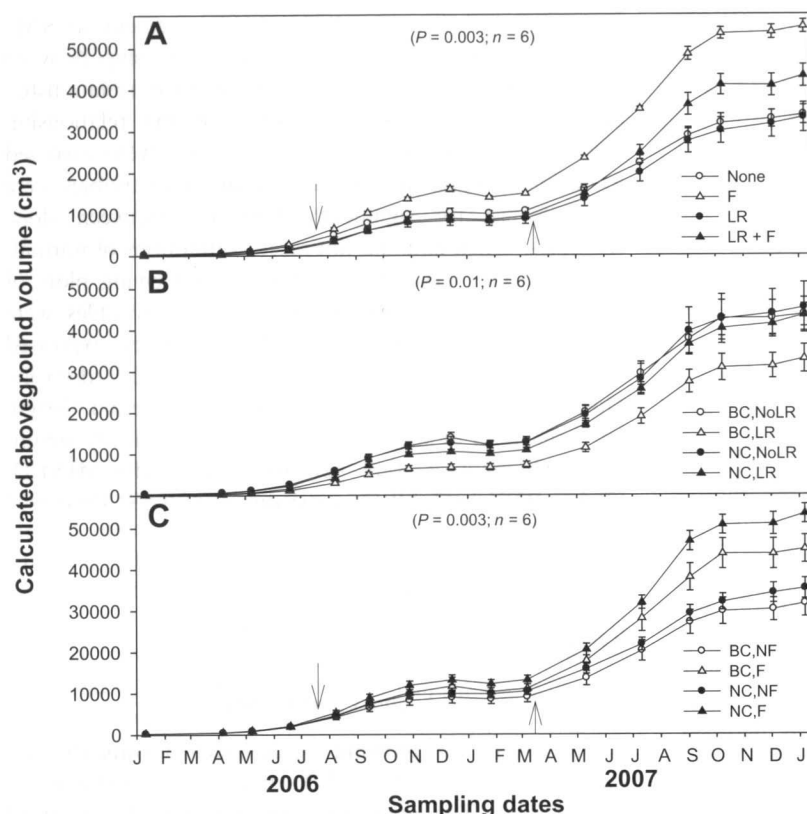 A
(P = 0.003; n = 6)
50000
40000
30000
20000
10000
0
None
F
LR
LR + F
B
(P = 0.01; n = 6)
50000
40000
30000
20000
10000
0
BC,NoLR
BC,LR
NC,NoLR
NC,LR
C
(P = 0.003; n = 6)
50000
40000
30000
20000
10000
0
BC,NF
BC,F
NC,NF
NC,F
Calculated aboveground volume (cm³)
J F M A M J J A S O N D J F M A M J J A S O N D J
2006 2007
Sampling dates